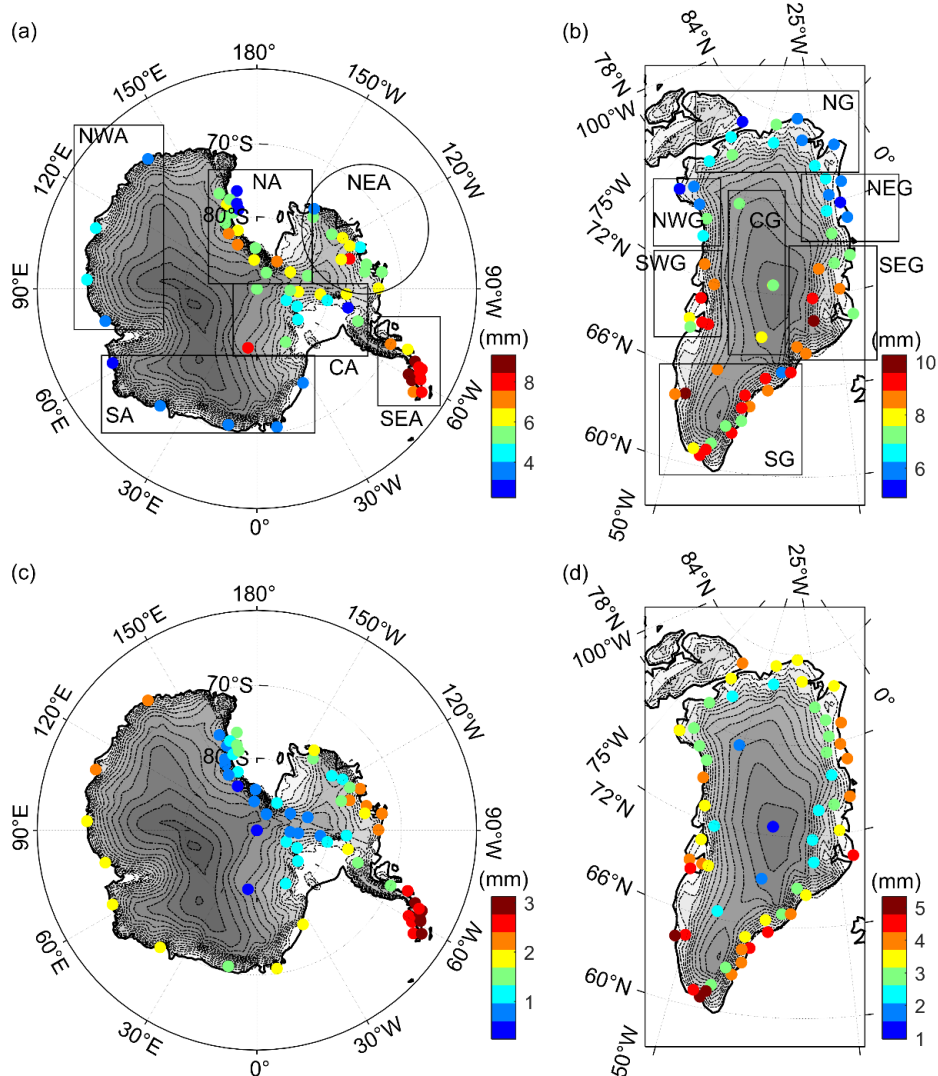 (a)
180°
150°E
150°W
NWA
70°S
120°E
120°W
NA
NEA
80°S
90°E
90°W
(mm)
8
6
4
CA
SA
SEA
60°E
60°W
30°E
30°W
0°
(b)
84°N
25°W
78°N
100°W
NG
0°
75°W
NEG
NWG
CG
72°N
SWG
SEG
66°N
(mm)
10
8
6
60°N
SG
50°W
(c)
180°
150°E
150°W
70°S
120°E
120°W
80°S
90°E
90°W
(mm)
3
2
1
60°E
60°W
30°E
30°W
0°
(d)
84°N
25°W
78°N
100°W
0°
75°W
72°N
66°N
(mm)
5
4
3
2
1
60°N
50°W